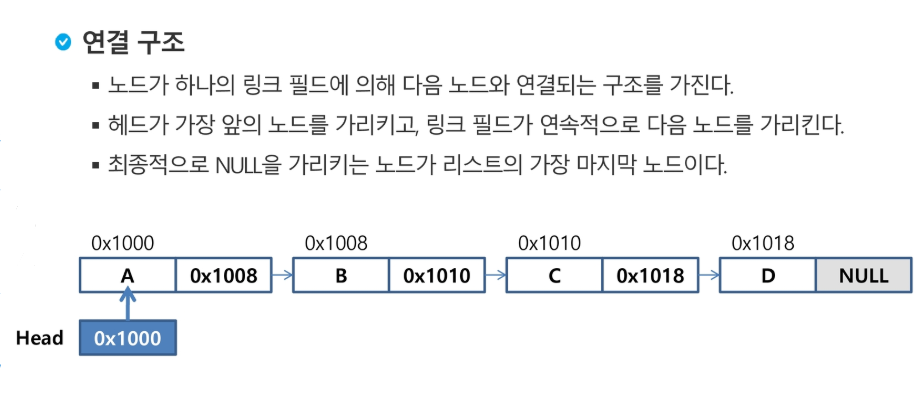 연결 구조
▪ 노드가 하나의 링크 필드에 의해 다음 노드와 연결되는 구조를 가진다.
▪ 헤드가 가장 앞의 노드를 가리키고, 링크 필드가 연속적으로 다음 노드를 가리킨다.
▪ 최종적으로 NULL을 가리키는 노드가 리스트의 가장 마지막 노드이다.
0x1000 0x1008 0x1010 0x1018
A 0x1008 B 0x1010 C 0x1018 D NULL
Head 0x1000